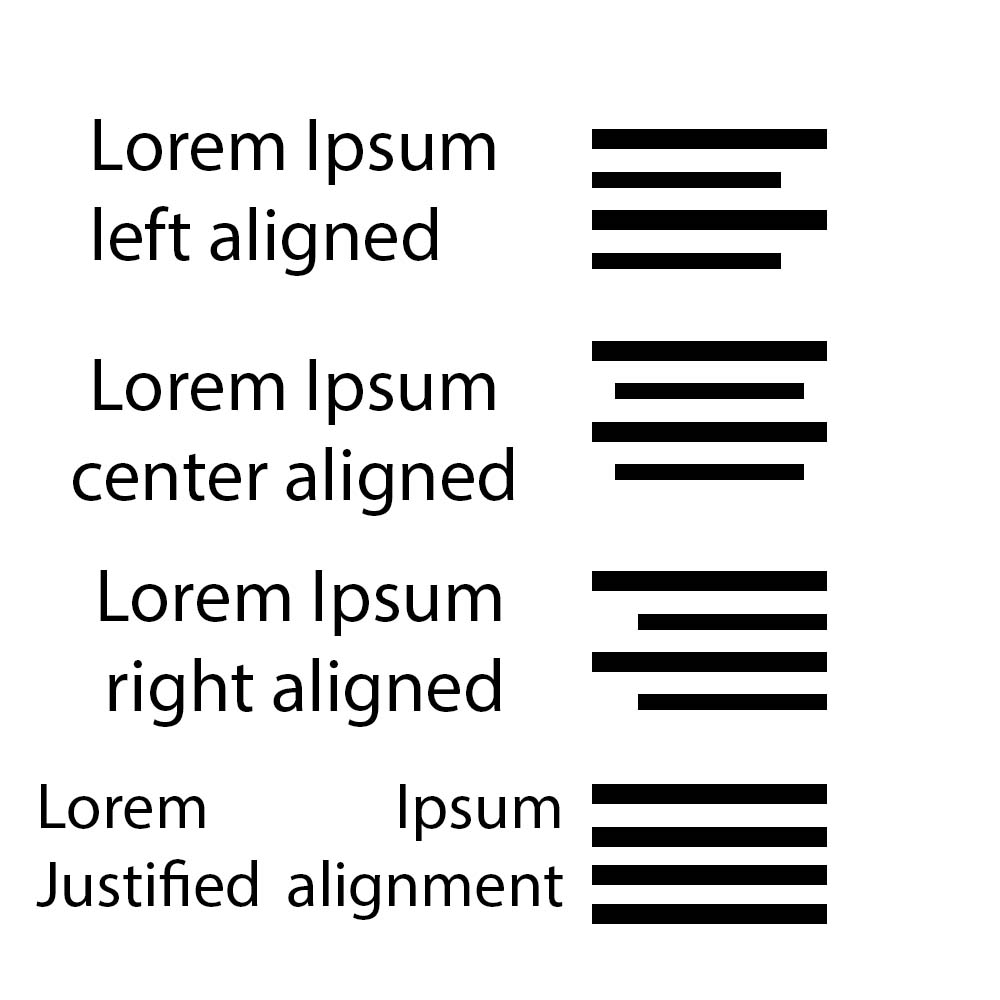 Lorem Ipsum
left aligned
Lorem Ipsum
center aligned
Lorem Ipsum
right aligned
Lorem Ipsum
Justified alignment